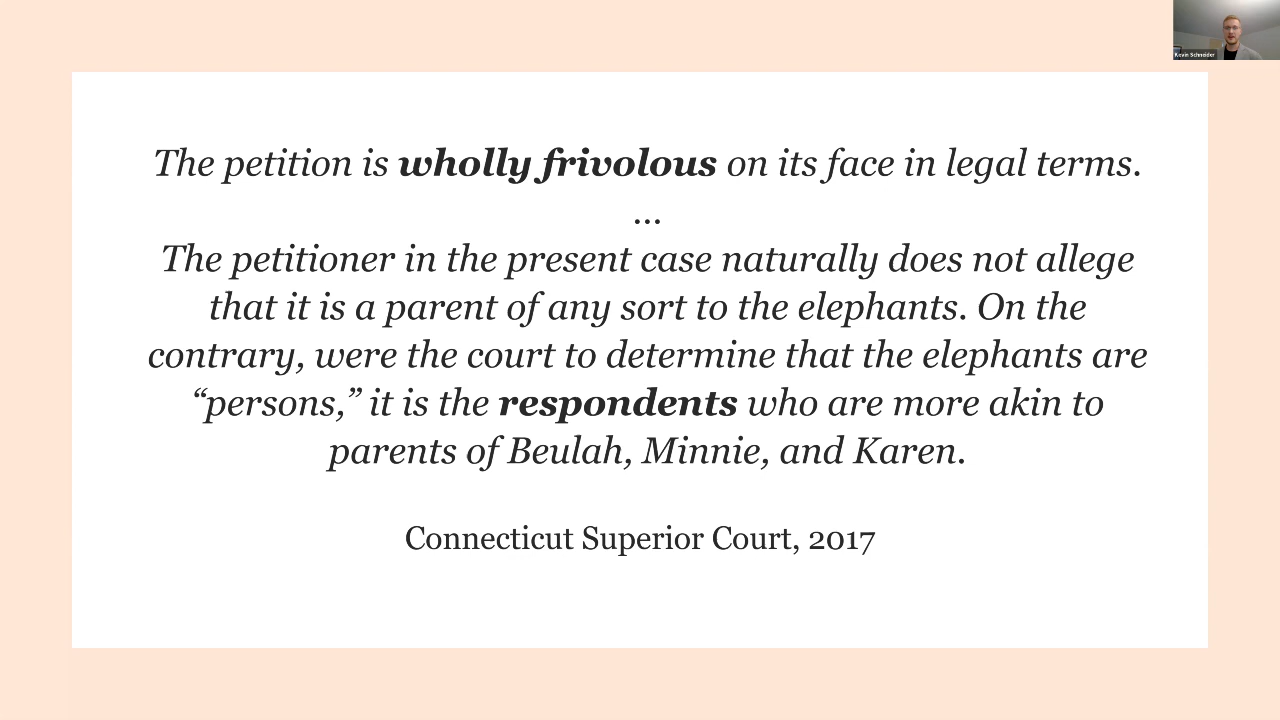 Kevin Schneider
The petition is wholly frivolous on its face in legal terms.
...
The petitioner in the present case naturally does not allege
that it is a parent of any sort to the elephants. On the
contrary, were the court to determine that the elephants are
“persons,” it is the respondents who are more akin to
parents of Beulah, Minnie, and Karen.
Connecticut Superior Court, 2017